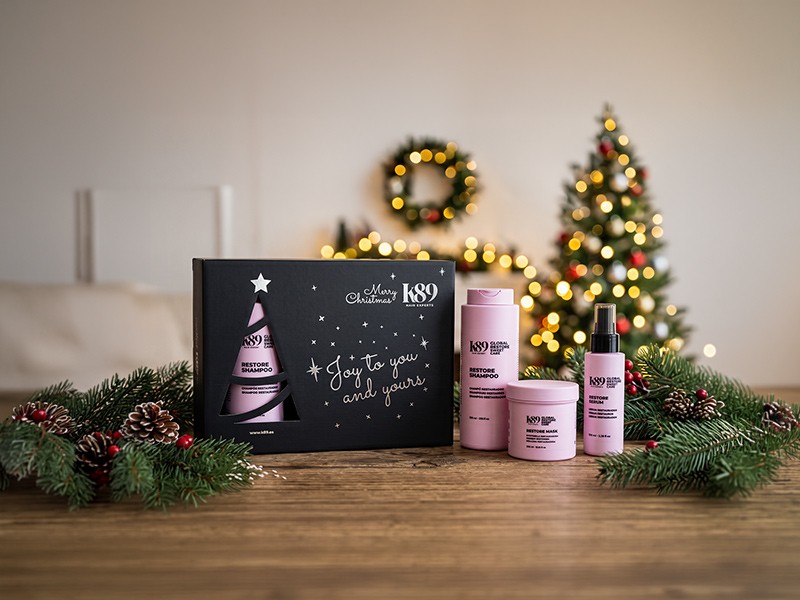 Merry
Christmas
k89
HAIR EXPERTS
Joy to you
and yours
k89
GLOBAL
RESTORE
SWEET
CARE
RESTORE
SHAMPOO
www.k89.es
k89
GLOBAL
RESTORE
SWEET
CARE
RESTORE
SHAMPOO
k89
RESTORE MASK
k89
RESTORE
SERUM